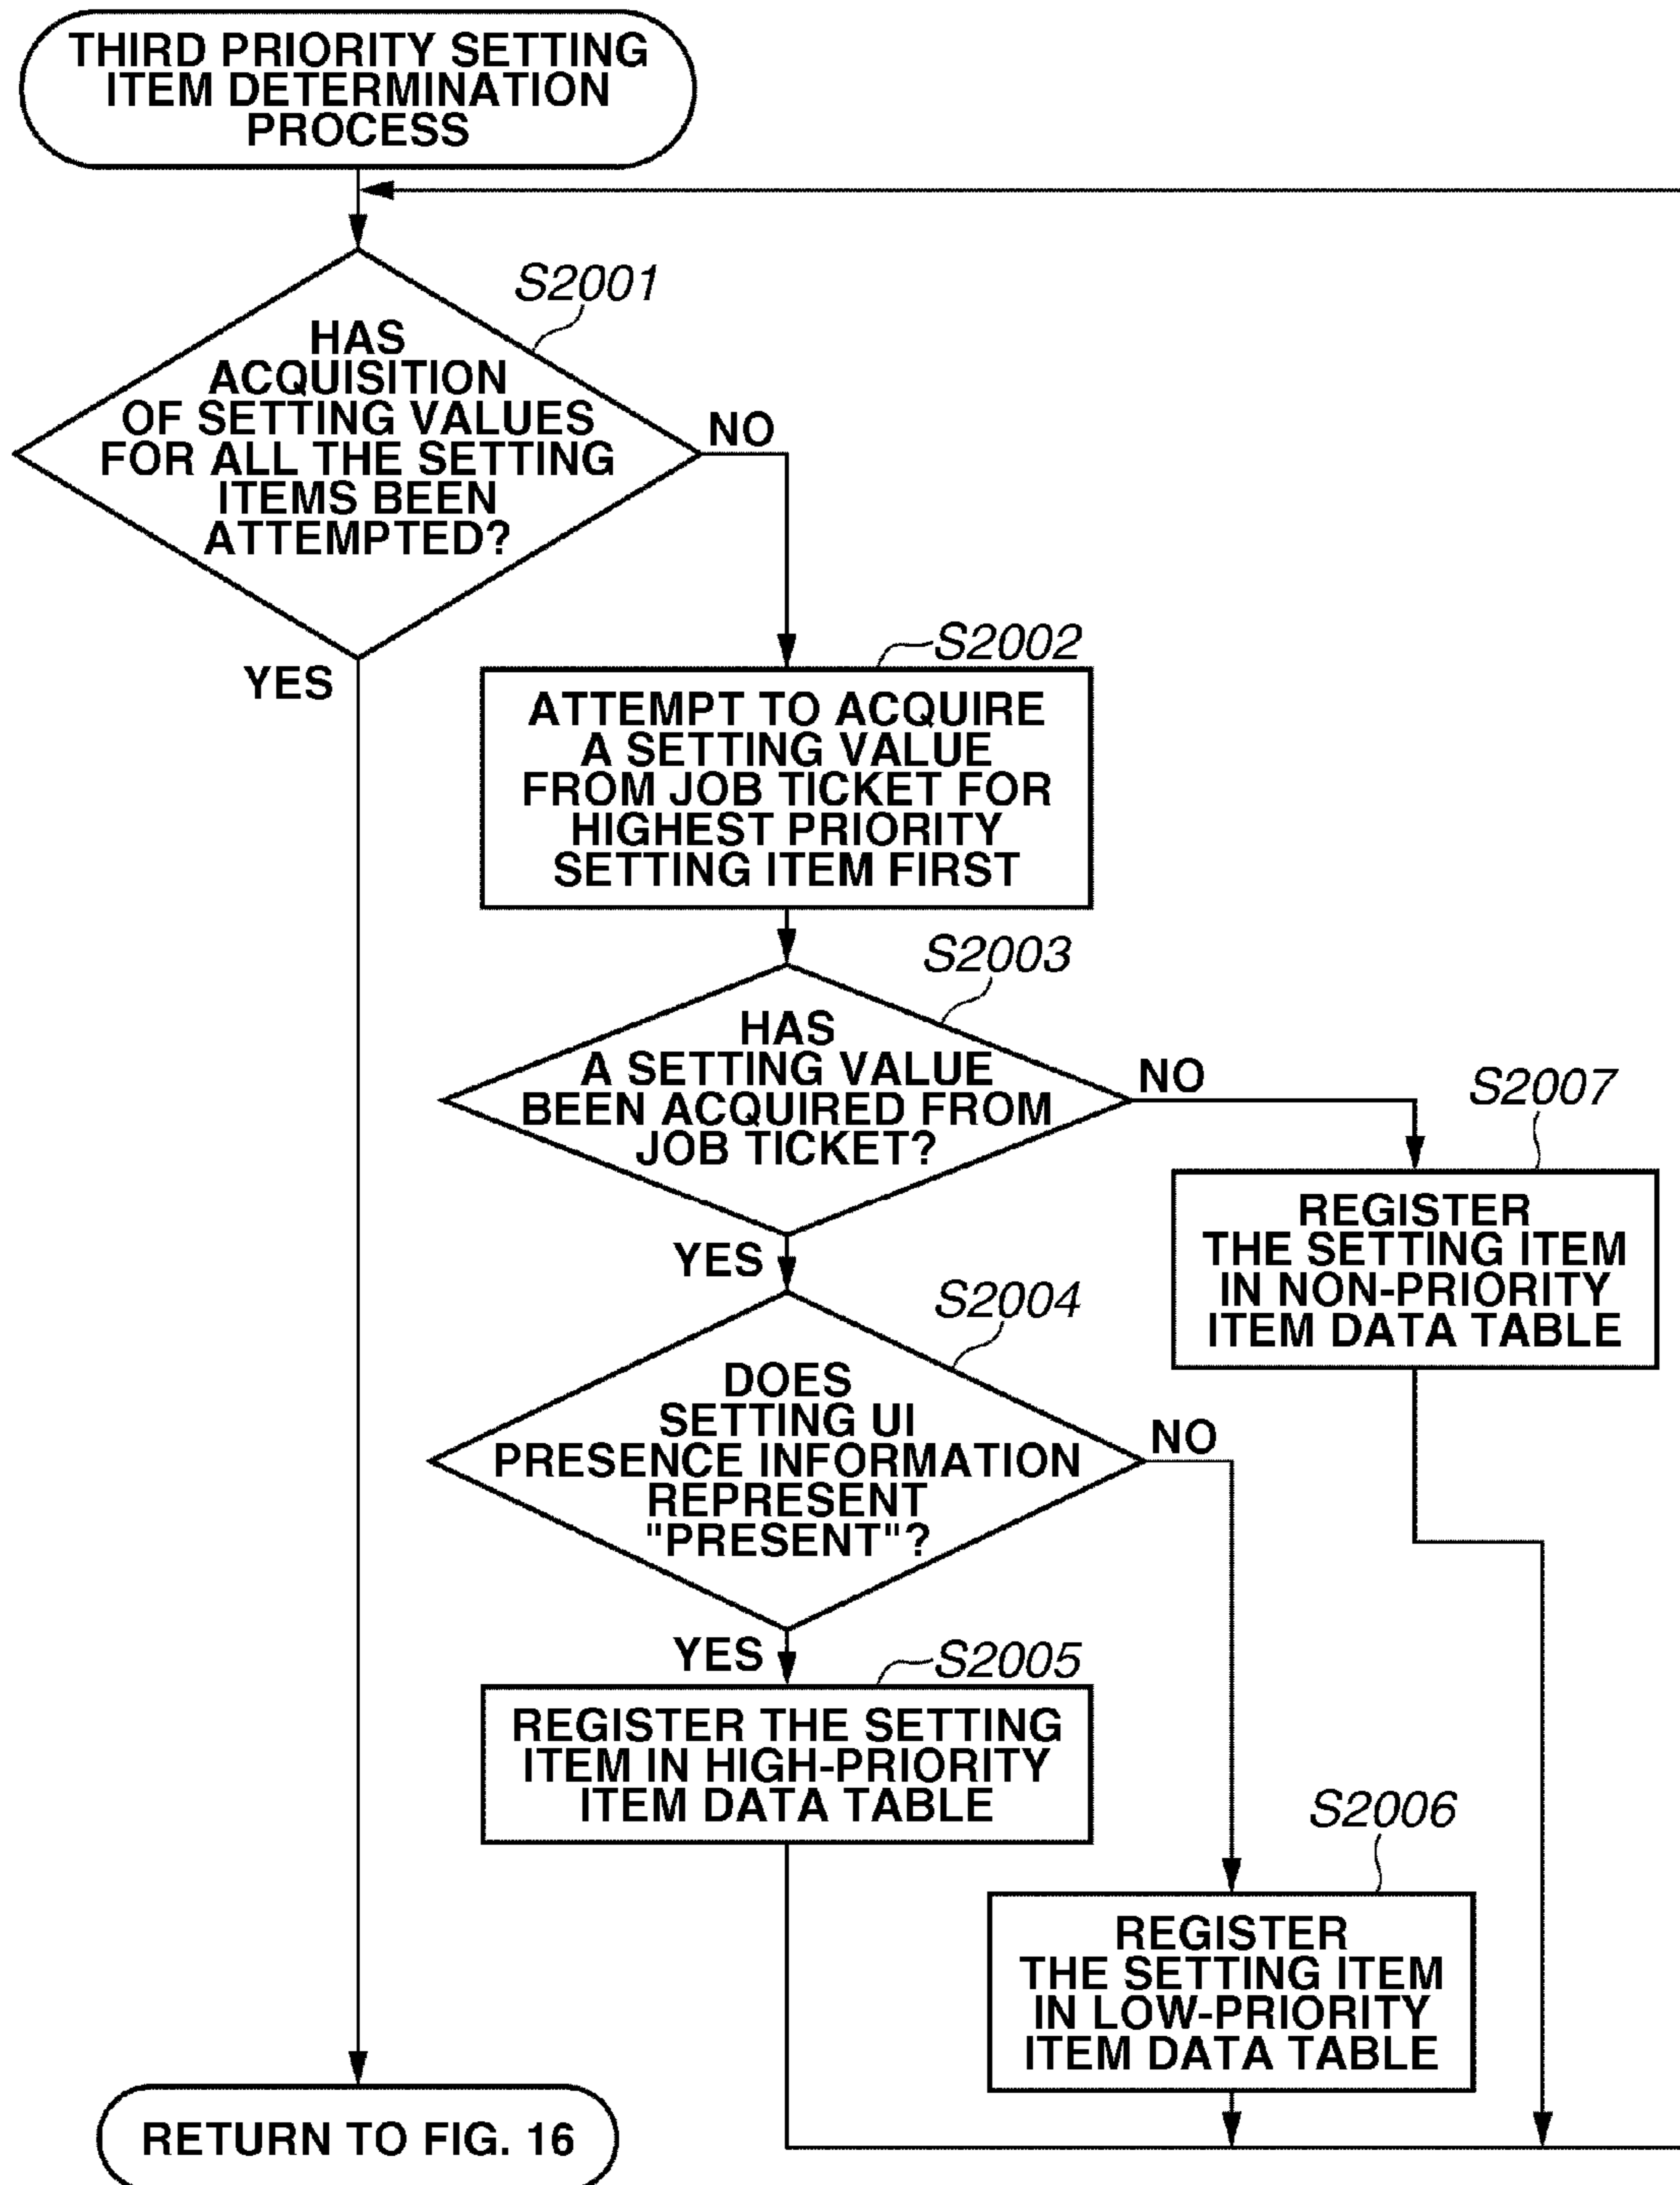 THIRD PRIORITY SETTING
ITEM DETERMINATION
PROCESS
S2001
HAS
ACQUISITION
OF SETTING VALUES
FOR ALL THE SETTING
ITEMS BEEN
ATTEMPTED?
NO
YES
S2002
ATTEMPT TO ACQUIRE
A SETTING VALUE
FROM JOB TICKET FOR
HIGHEST PRIORITY
SETTING ITEM FIRST
S2003
HAS
A SETTING VALUE
BEEN ACQUIRED FROM
JOB TICKET?
NO
YES
S2007
REGISTER
THE SETTING ITEM
IN NON-PRIORITY
ITEM DATA TABLE
S2004
DOES
SETTING UI
PRESENCE INFORMATION
REPRESENT
"PRESENT"?
NO
YES
S2005
REGISTER THE SETTING
ITEM IN HIGH-PRIORITY
ITEM DATA TABLE
S2006
REGISTER
THE SETTING ITEM
IN LOW-PRIORITY
ITEM DATA TABLE
RETURN TO FIG. 16